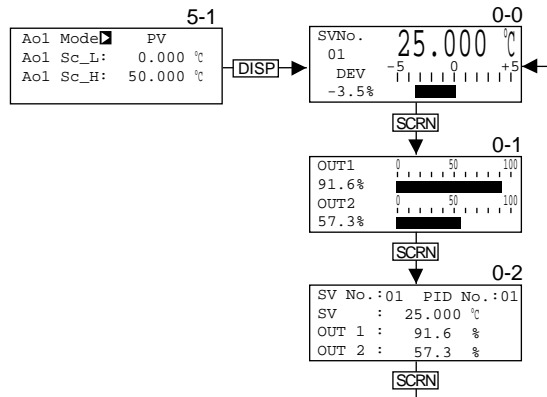 5-1
Ao1 Mode PV
Ao1 Sc_L: 0.000 ℃
Ao1 Sc_H: 50.000 ℃
DISP
0-0
SVNo. 25.000 ℃
01
DEV -5 0 +5
-3.5%
SCRN
0-1
OUT1 0 50 100
91.6%
OUT2 0 50 100
57.3%
SCRN
0-2
SV No.:01 PID No.:01
SV : 25.000 ℃
OUT 1 : 91.6 %
OUT 2 : 57.3 %
SCRN